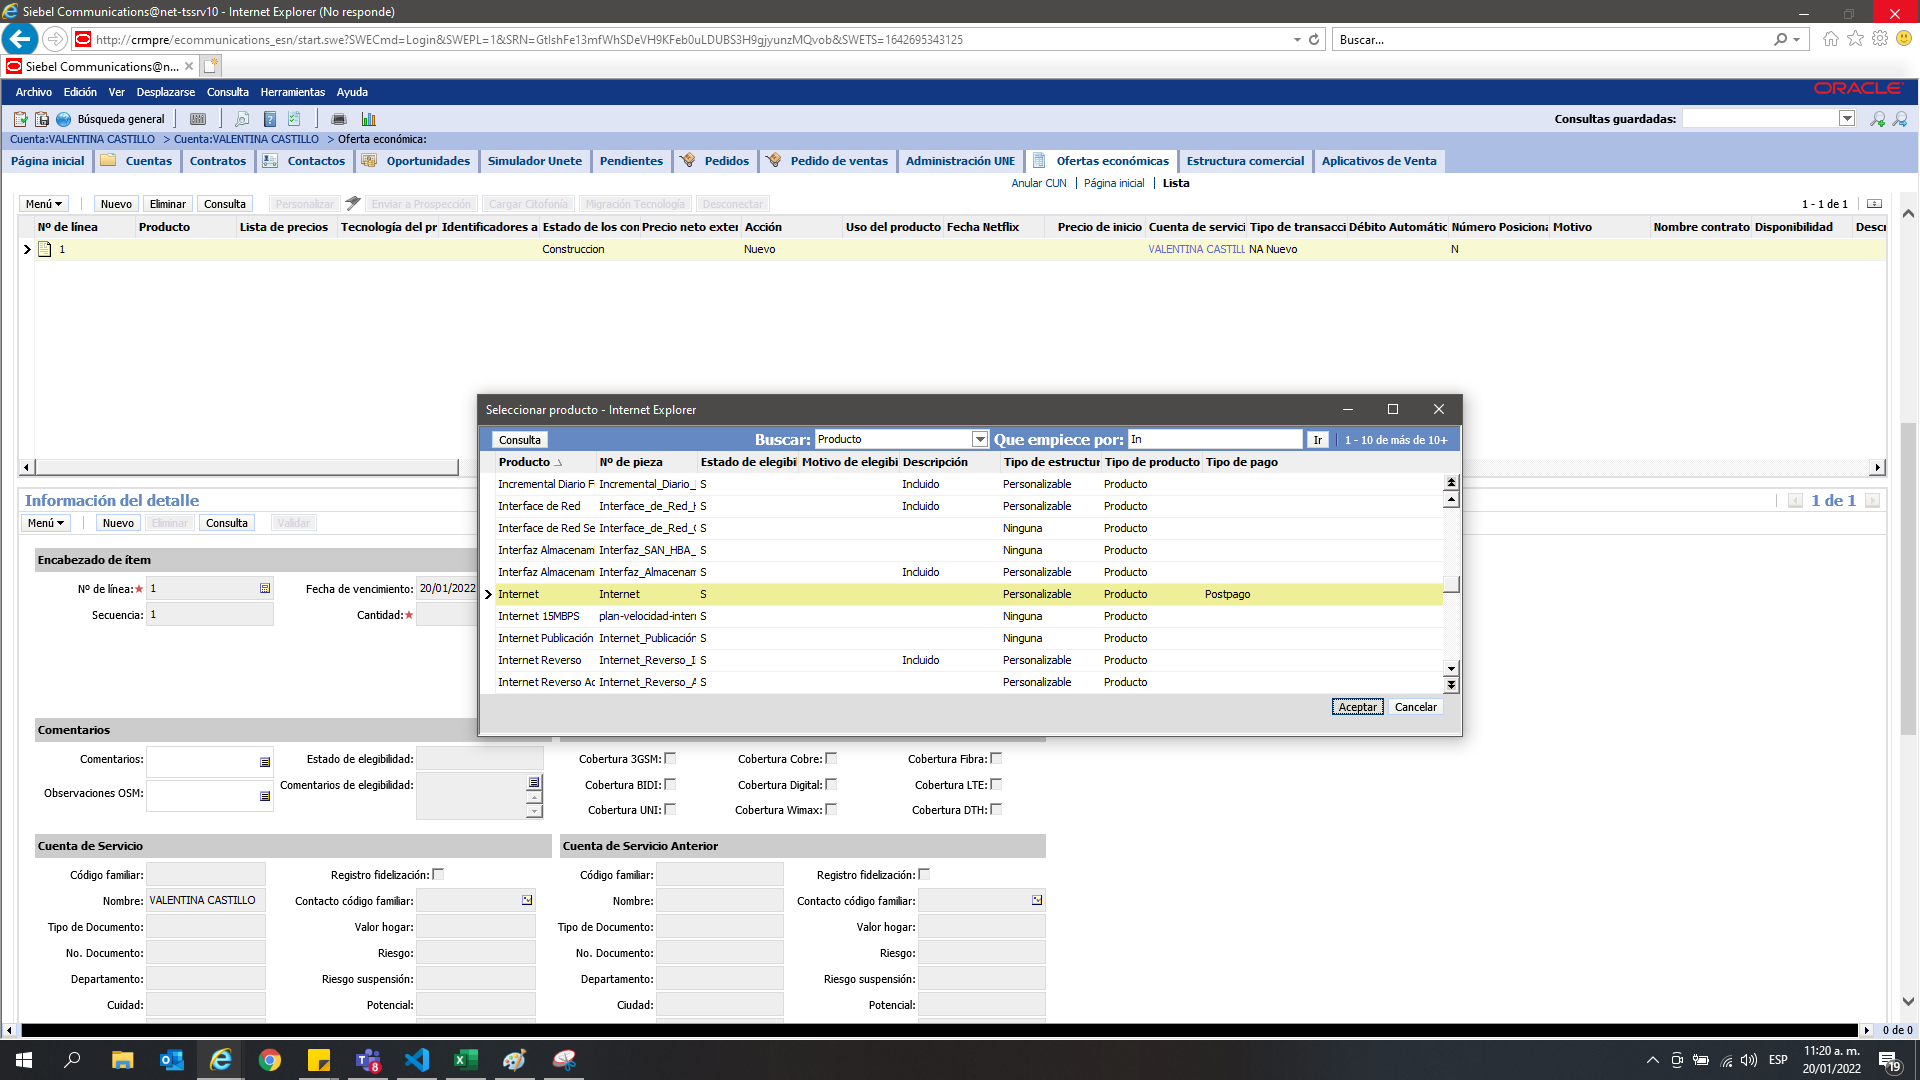 Siebel Communications@net-tssrv10 - Internet Explorer (No responde)
http://crmpre/ecommunications_esn/start.swe?SWECmd=Login&SWEPL=1&SRN=GtIshFe13mfWhSDeVH9KFeb0uLDUBS3H9gjyunzMQvob&SWETS=1642695343125 Buscar...
Siebel Communications@n...
Archivo Edición Ver Desplazarse Consulta Herramientas Ayuda ORACLE
Búsqueda general Consultas guardadas:
Cuenta:VALENTINA CASTILLO > Cuenta:VALENTINA CASTILLO > Oferta económica:
Página inicial Cuentas Contratos Contactos Oportunidades Simulador Unete Pendientes Pedidos Pedido de ventas Administración UNE Ofertas económicas Estructura comercial Aplicativos de Venta
Anular CUN | Página inicial | Lista
Menú Nuevo Eliminar Consulta Personalizar Enviar a Prospección Cargar Citofonía Migración Tecnología Desconectar 1 - 1 de 1
Nº de línea Producto Lista de precios Tecnología del pr Identificadores a Estado de los con Precio neto exter Acción Uso del producto Fecha Netflix Precio de inicio Cuenta de servici Tipo de transacci Débito Automátic Número Posiciona Motivo Nombre contrato Disponibilidad Descr
1 Construccion Nuevo VALENTINA CASTILL NA Nuevo N
Seleccionar producto - Internet Explorer
Consulta Buscar: Producto Que empiece por: In Ir 1 - 10 de más de 10+
Producto Nº de pieza Estado de elegibil Motivo de elegibi Descripción Tipo de estructur Tipo de producto Tipo de pago
Incremental Diario F Incremental_Diario_ S Incluido Personalizable Producto
Interface de Red Interface_de_Red_H S Incluido Personalizable Producto
Interface de Red Se Interface_de_Red_C S Ninguna Producto
Interfaz Almacenam Interfaz_SAN_HBA_ S Ninguna Producto
Interfaz Almacenam Interfaz_Almacenam S Incluido Personalizable Producto
Internet Internet S Personalizable Producto Postpago
Internet 15MBPS plan-velocidad-interr S Ninguna Producto
Internet Publicación Internet_Publicación S Ninguna Producto
Internet Reverso Internet_Reverso_I S Incluido Personalizable Producto
Internet Reverso Ac Internet_Reverso_A S Personalizable Producto
Aceptar Cancelar
Información del detalle 1 de 1
Menú Nuevo Eliminar Consulta Validar
Encabezado de ítem
Nº de línea:* 1 Fecha de vencimiento: 20/01/2022
Secuencia: 1 Cantidad:*
Comentarios
Comentarios: Estado de elegibilidad: Cobertura 3GSM: Cobertura Cobre: Cobertura Fibra:
Observaciones OSM: Comentarios de elegibilidad: Cobertura BIDI: Cobertura Digital: Cobertura LTE:
Cobertura UNI: Cobertura Wimax: Cobertura DTH:
Cuenta de Servicio Cuenta de Servicio Anterior
Código familiar: Registro fidelización: Código familiar: Registro fidelización:
Nombre: VALENTINA CASTILLO Contacto código familiar: Nombre: Contacto código familiar:
Tipo de Documento: Valor hogar: Tipo de Documento: Valor hogar:
No. Documento: Riesgo: No. Documento: Riesgo:
Departamento: Riesgo suspensión: Departamento: Riesgo suspensión:
Cuidad: Potencial: Ciudad: Potencial:
0 de 0
8 ESP 11:20 a. m.
20/01/2022 19